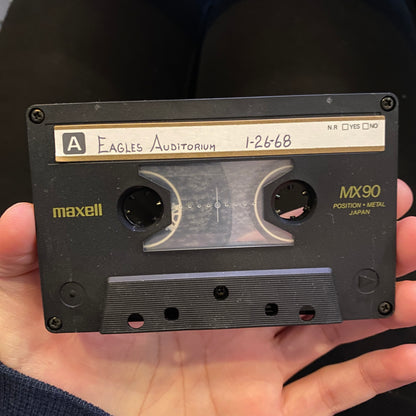 N.R □YES □NO
A EAGLES AUDITORIUM 1-26-68
maxell
MX90
POSITION • METAL
JAPAN